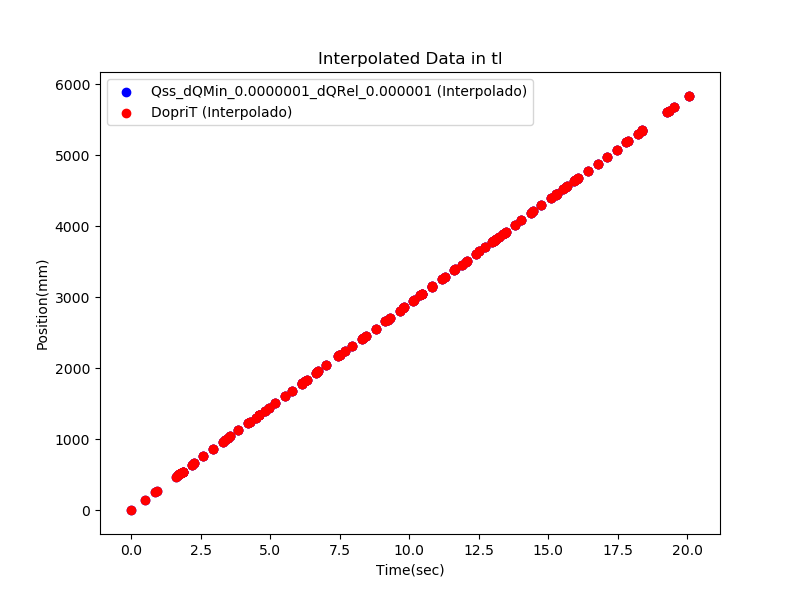 Interpolated Data in tl
Qss_dQMin_0.0000001_dQRel_0.000001 (Interpolado)
DopriT (Interpolado)
6000
5000
4000
3000
2000
1000
0
Position(mm)
0.0 2.5 5.0 7.5 10.0 12.5 15.0 17.5 20.0
Time(sec)